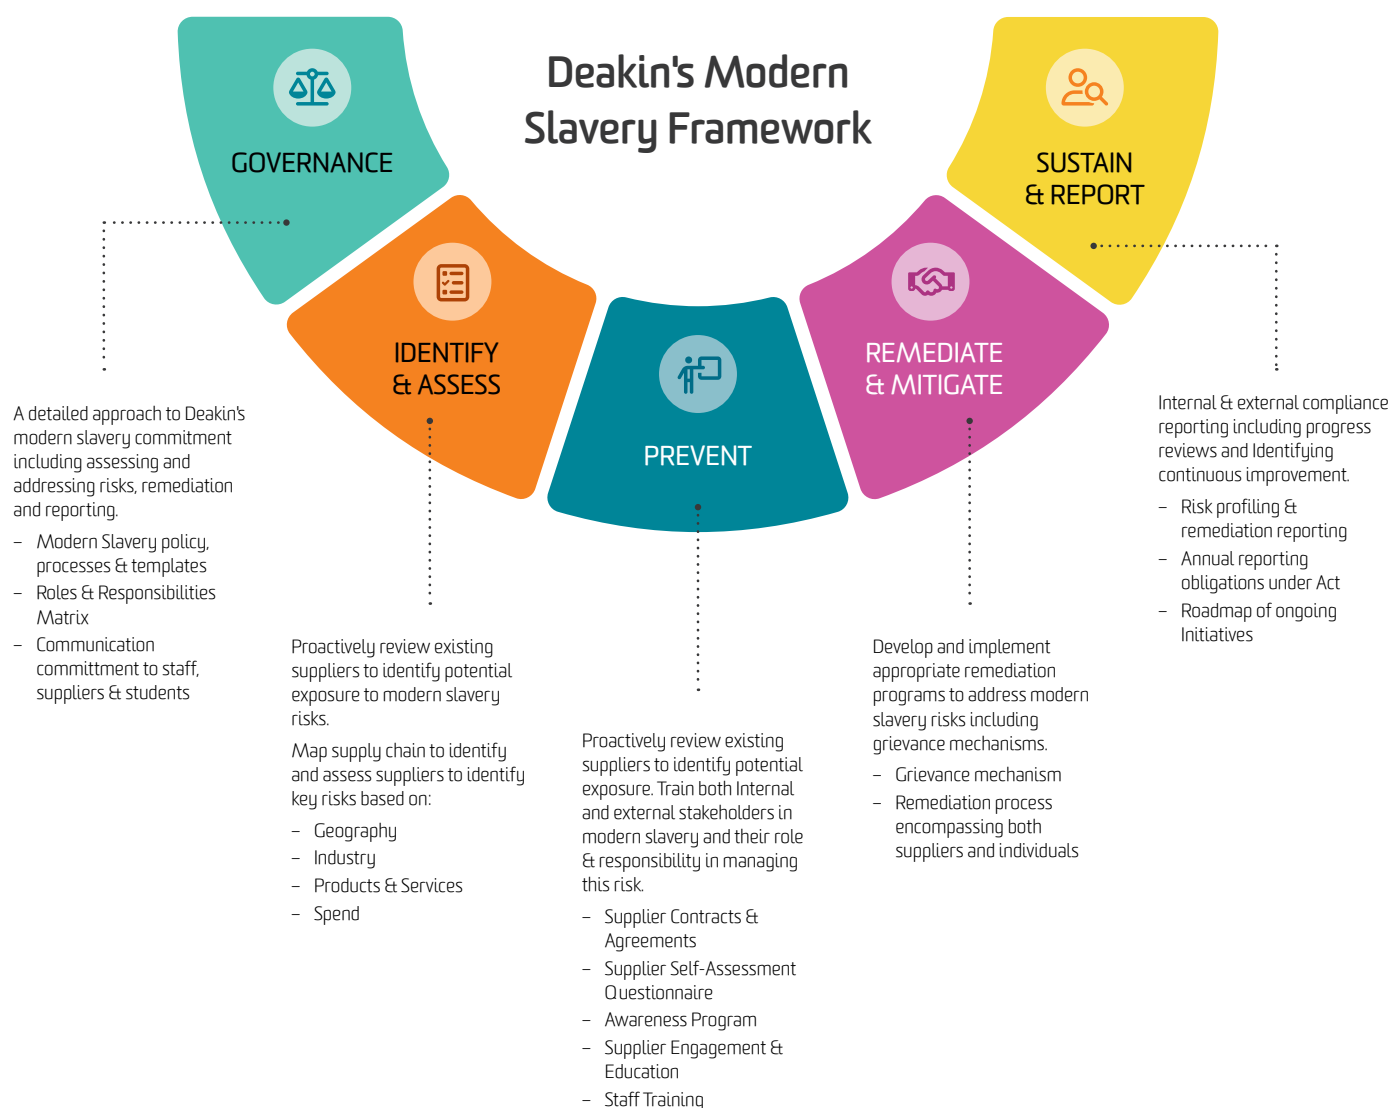 Deakin's Modern
Slavery Framework
GOVERNANCE
A detailed approach to Deakin's
modern slavery commitment
including assessing and
addressing risks, remediation
and reporting.
– Modern Slavery policy,
processes & templates
– Roles & Responsibilities
Matrix
– Communication
committment to staff,
suppliers & students
IDENTIFY
& ASSESS
Proactively review existing
suppliers to identify potential
exposure to modern slavery
risks.
Map supply chain to identify
and assess suppliers to identify
key risks based on:
– Geography
– Industry
– Products & Services
– Spend
PREVENT
Proactively review existing
suppliers to identify potential
exposure. Train both Internal
and external stakeholders in
modern slavery and their role
& responsibility in managing
this risk.
– Supplier Contracts &
Agreements
– Supplier Self-Assessment
Questionnaire
– Awareness Program
– Supplier Engagement &
Education
– Staff Training
REMEDIATE
& MITIGATE
Develop and implement
appropriate remediation
programs to address modern
slavery risks including
grievance mechanisms.
– Grievance mechanism
– Remediation process
encompassing both
suppliers and individuals
SUSTAIN
& REPORT
Internal & external compliance
reporting including progress
reviews and Identifying
continuous improvement.
– Risk profiling &
remediation reporting
– Annual reporting
obligations under Act
– Roadmap of ongoing
Initiatives